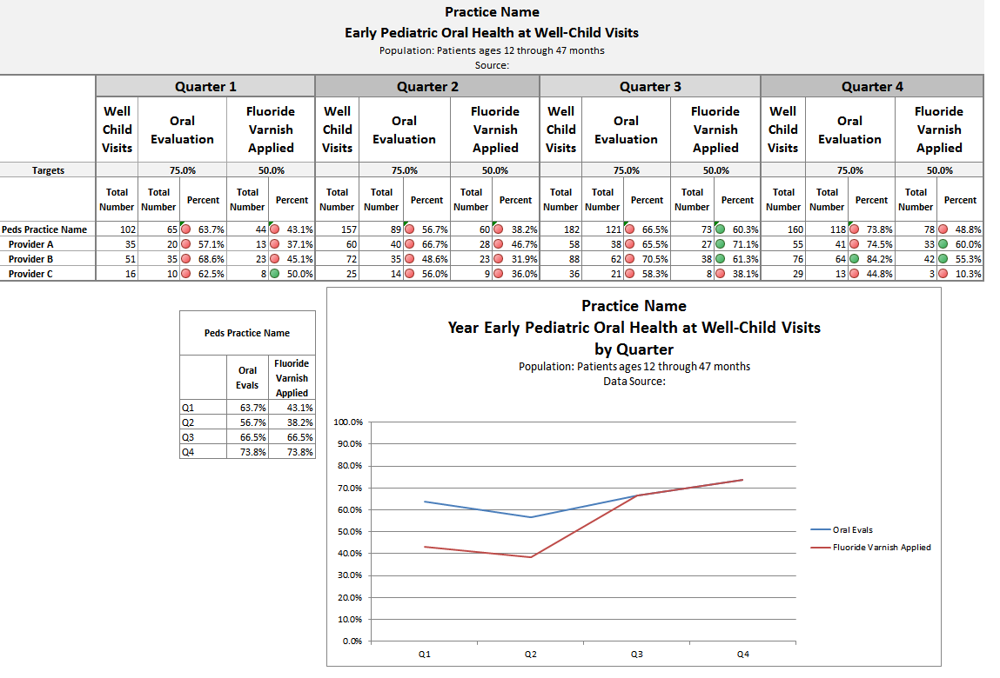 Practice Name
Early Pediatric Oral Health at Well-Child Visits
Population: Patients ages 12 through 47 months
Source:
Quarter 1 Quarter 2 Quarter 3 Quarter 4
Well Child Visits Oral Evaluation Fluoride Varnish Applied Well Child Visits Oral Evaluation Fluoride Varnish Applied Well Child Visits Oral Evaluation Fluoride Varnish Applied Well Child Visits Oral Evaluation Fluoride Varnish Applied
Targets 75.0% 50.0% 75.0% 50.0% 75.0% 50.0% 75.0% 50.0%
Total Number Total Number Percent Total Number Percent Total Number Total Number Percent Total Number Percent Total Number Total Number Percent Total Number Percent Total Number Total Number Percent Total Number Percent
Peds Practice Name 102 65 63.7% 44 43.1% 157 89 56.7% 60 38.2% 182 121 66.5% 73 60.3% 160 118 73.8% 78 48.8%
Provider A 35 20 57.1% 13 37.1% 60 40 66.7% 28 46.7% 58 38 65.5% 27 71.1% 55 41 74.5% 33 60.0%
Provider B 51 35 68.6% 23 45.1% 72 35 48.6% 23 31.9% 88 62 70.5% 38 61.3% 76 64 84.2% 42 55.3%
Provider C 16 10 62.5% 8 50.0% 25 14 56.0% 9 36.0% 36 21 58.3% 8 38.1% 29 13 44.8% 3 10.3%
Peds Practice Name
Oral Evals Fluoride Varnish Applied
Q1 63.7% 43.1%
Q2 56.7% 38.2%
Q3 66.5% 66.5%
Q4 73.8% 73.8%
Practice Name
Year Early Pediatric Oral Health at Well-Child Visits
by Quarter
Population: Patients ages 12 through 47 months
Data Source:
100.0%
90.0%
80.0%
70.0%
60.0%
50.0%
40.0%
30.0%
20.0%
10.0%
0.0%
Q1 Q2 Q3 Q4
Oral Evals
Fluoride Varnish Applied